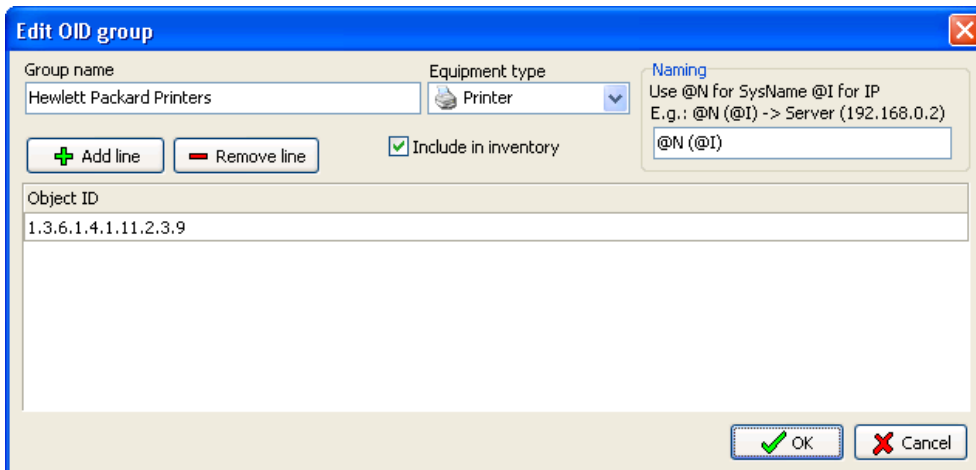 Edit OID group
Group name
Equipment type
Naming
Hewlett Packard Printers
Printer
Use @N for SysName @I for IP
E.g.: @N (@I) -> Server (192.168.0.2)
@N (@I)
Add line
Remove line
Include in inventory
Object ID
1.3.6.1.4.1.11.2.3.9
OK
Cancel